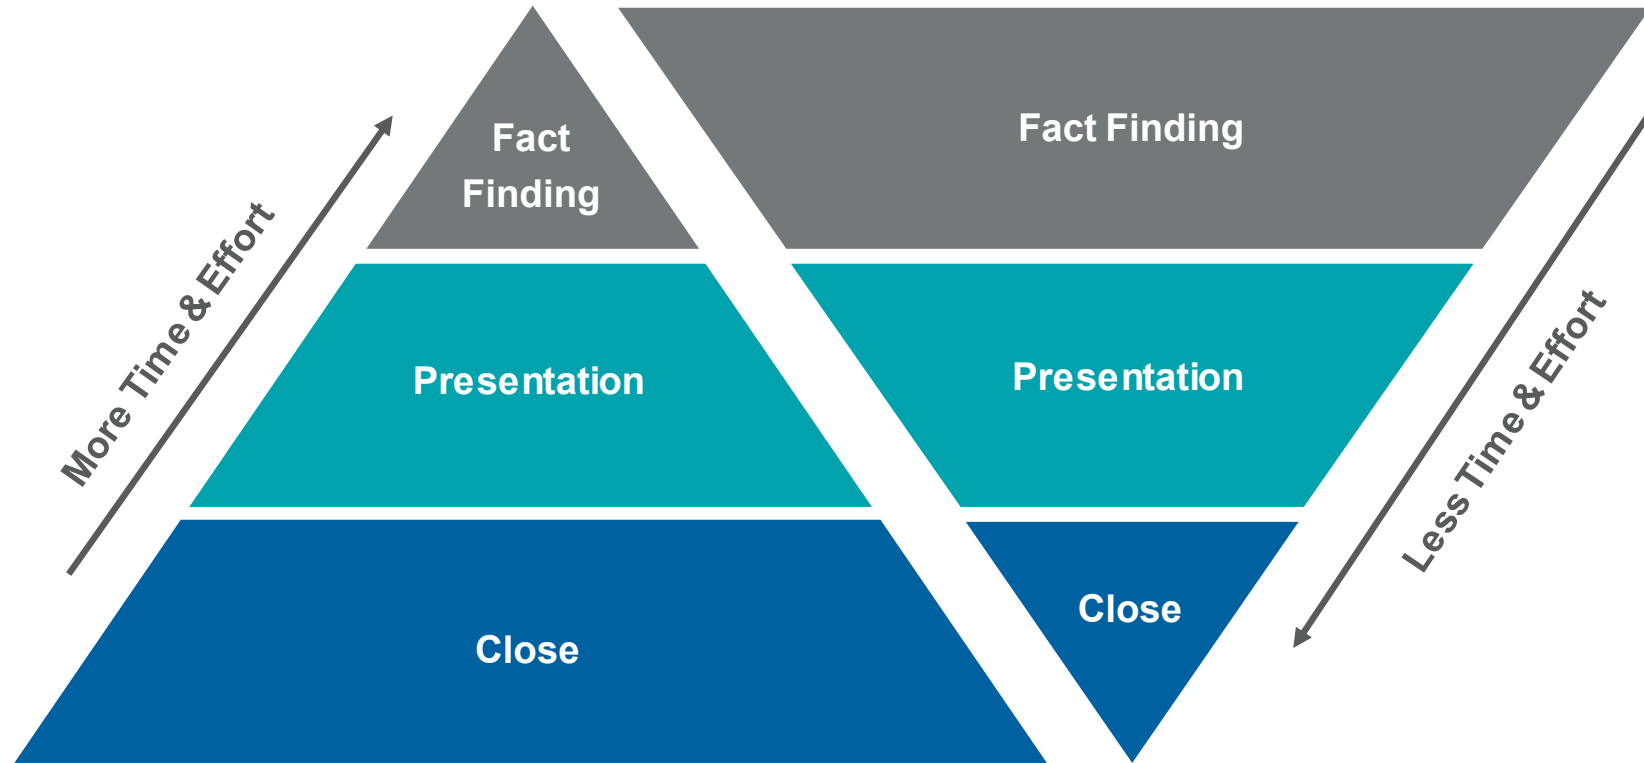 Fact
Finding
Presentation
Close
More Time & Effort
Fact Finding
Presentation
Close
Less Time & Effort